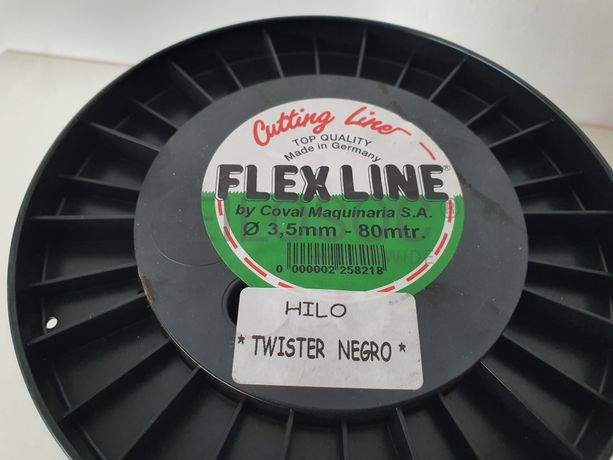 Cutting Line
TOP QUALITY
Made in Germany
FLEX LINE ®
by Coval Maquinaria S.A.
Ø 3,5mm - 80mtr.
0 000002 258218
HILO
* TWISTER NEGRO *